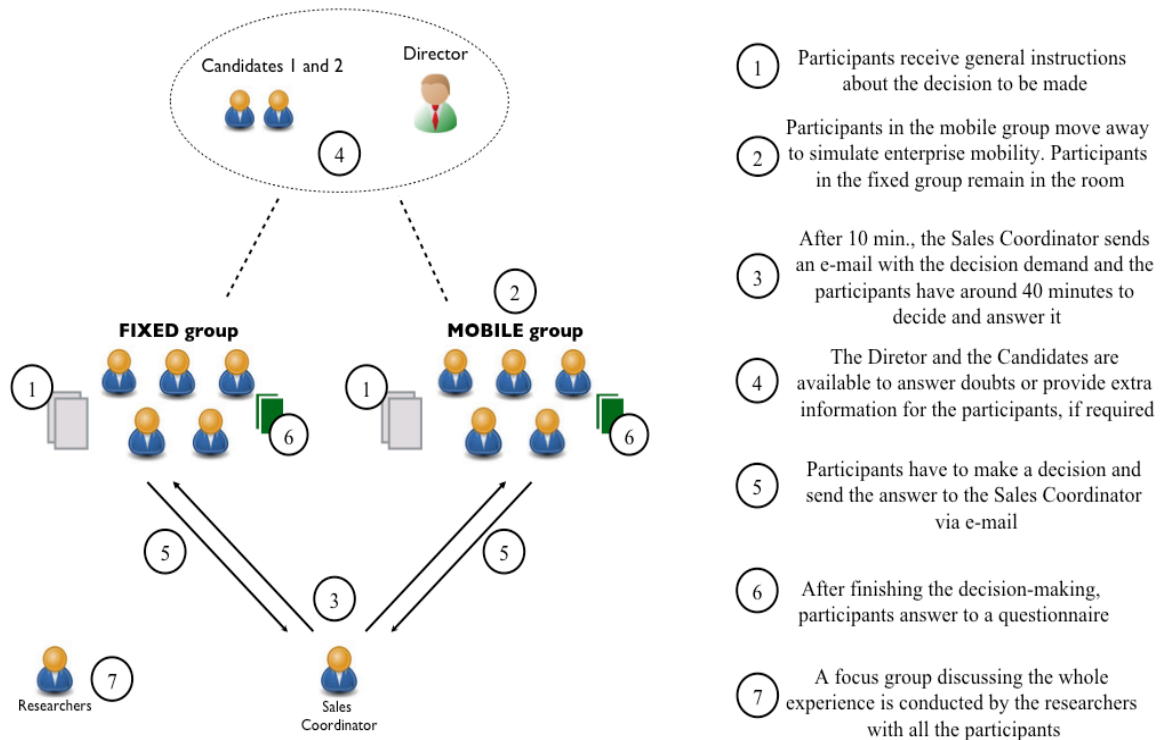 Candidates 1 and 2
Director
4
2
FIXED group
MOBILE group
1
6
1
6
5
5
3
7
Researchers
Sales
Coordinator
1
Participants receive general instructions
about the decision to be made
2
Participants in the mobile group move away
to simulate enterprise mobility. Participants
in the fixed group remain in the room
3
After 10 min., the Sales Coordinator sends
an e-mail with the decision demand and the
participants have around 40 minutes to
decide and answer it
4
The Diretor and the Candidates are
available to answer doubts or provide extra
information for the participants, if required
5
Participants have to make a decision and
send the answer to the Sales Coordinator
via e-mail
6
After finishing the decision-making,
participants answer to a questionnaire
7
A focus group discussing the whole
experience is conducted by the researchers
with all the participants